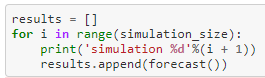 results = []
for i in range(simulation_size):
    print('simulation %d'%(i + 1))
    results.append(forecast())